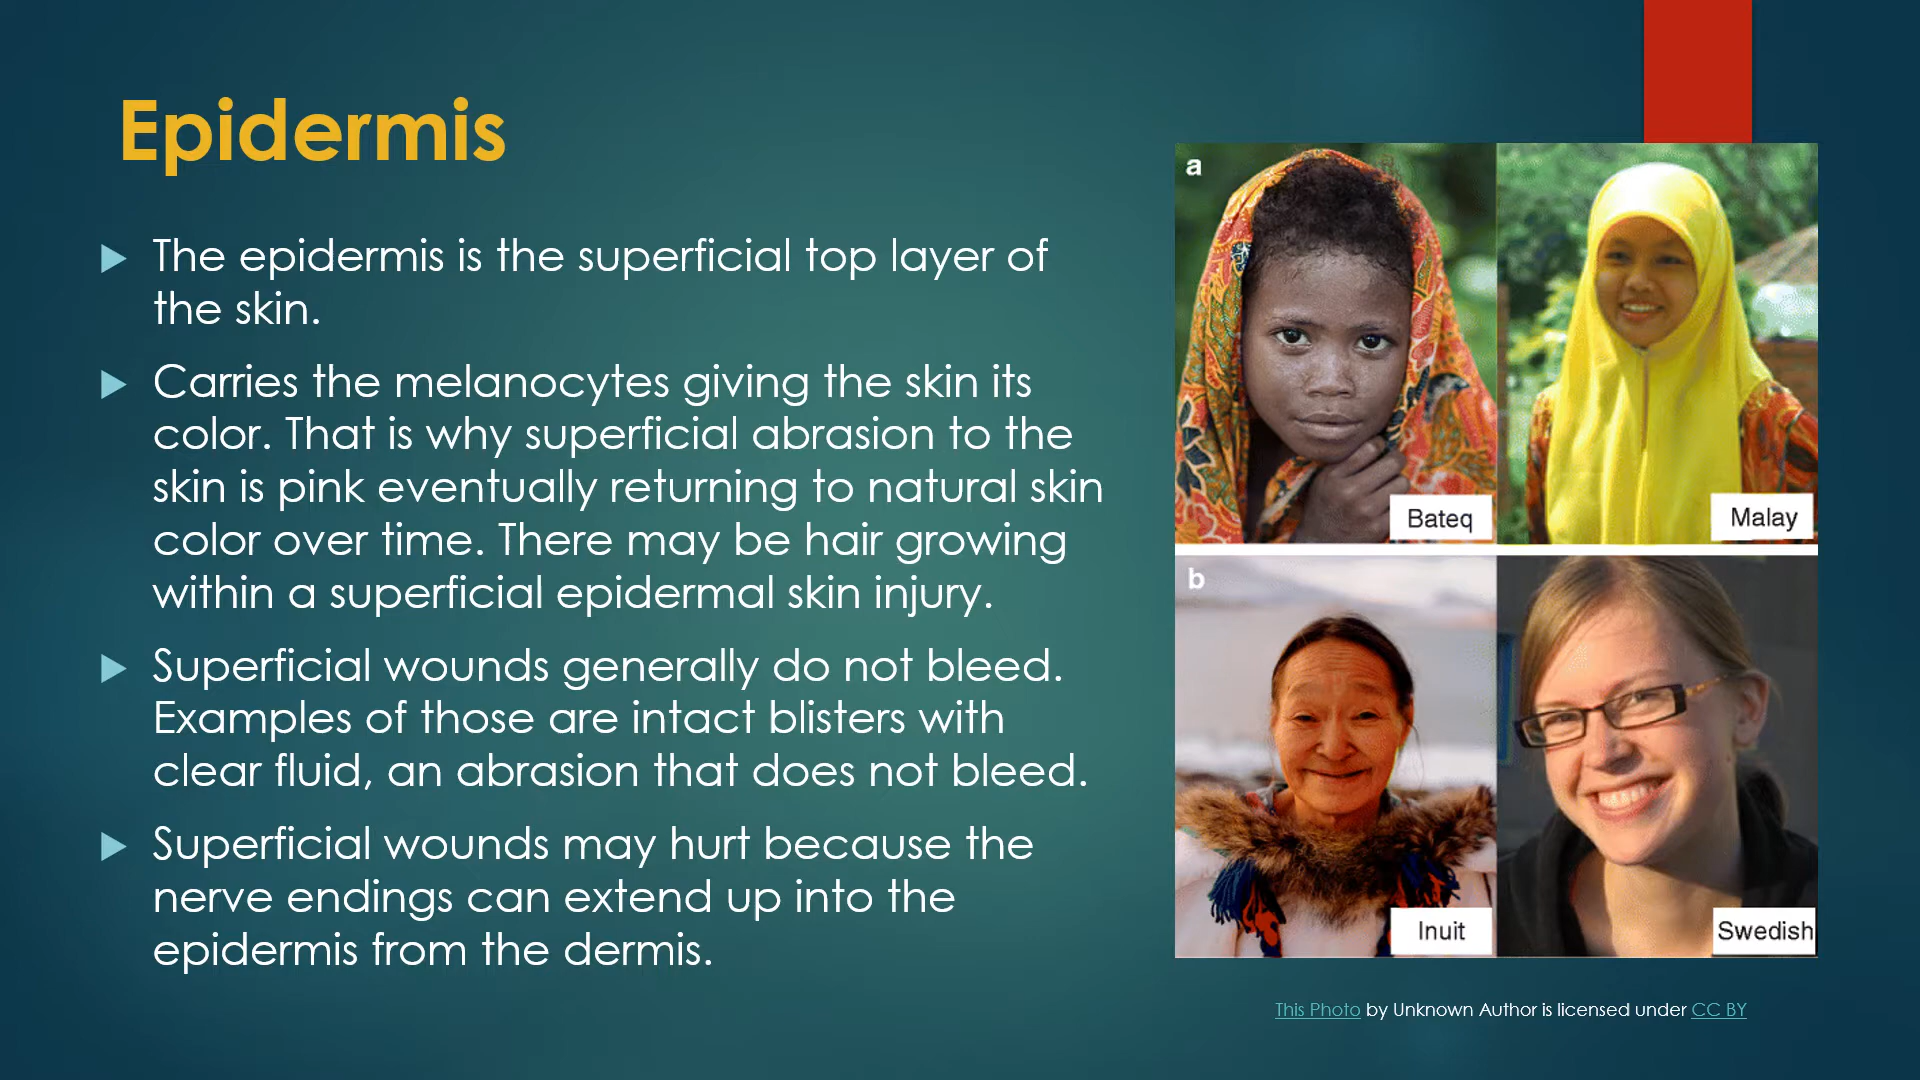 Epidermis
The epidermis is the superficial top layer of
the skin.
Carries the melanocytes giving the skin its
color. That is why superficial abrasion to the
skin is pink eventually returning to natural skin
color over time. There may be hair growing
within a superficial epidermal skin injury.
Superficial wounds generally do not bleed.
Examples of those are intact blisters with
clear fluid, an abrasion that does not bleed.
Superficial wounds may hurt because the
nerve endings can extend up into the
epidermis from the dermis.
a
Bateq
Malay
b
Inuit
Swedish
This Photo by Unknown Author is licensed under CC BY